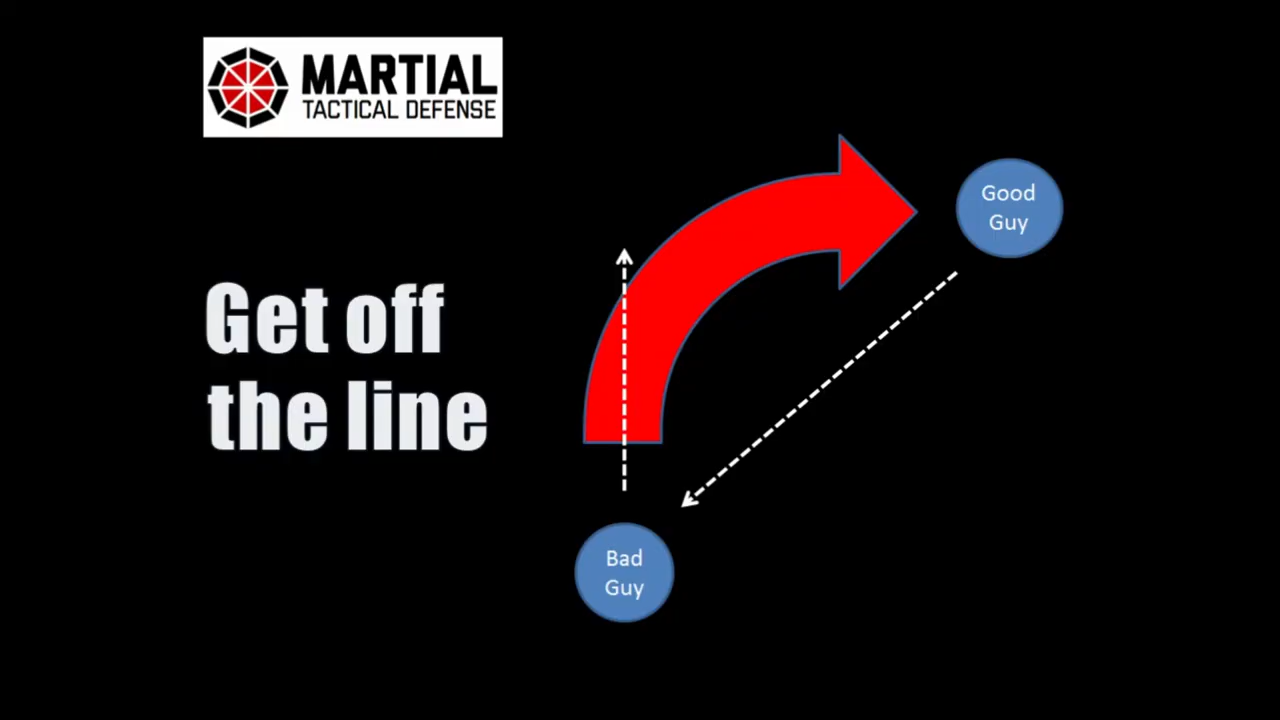 MARTIAL
TACTICAL DEFENSE
Good
Guy
Get off
the line
Bad
Guy